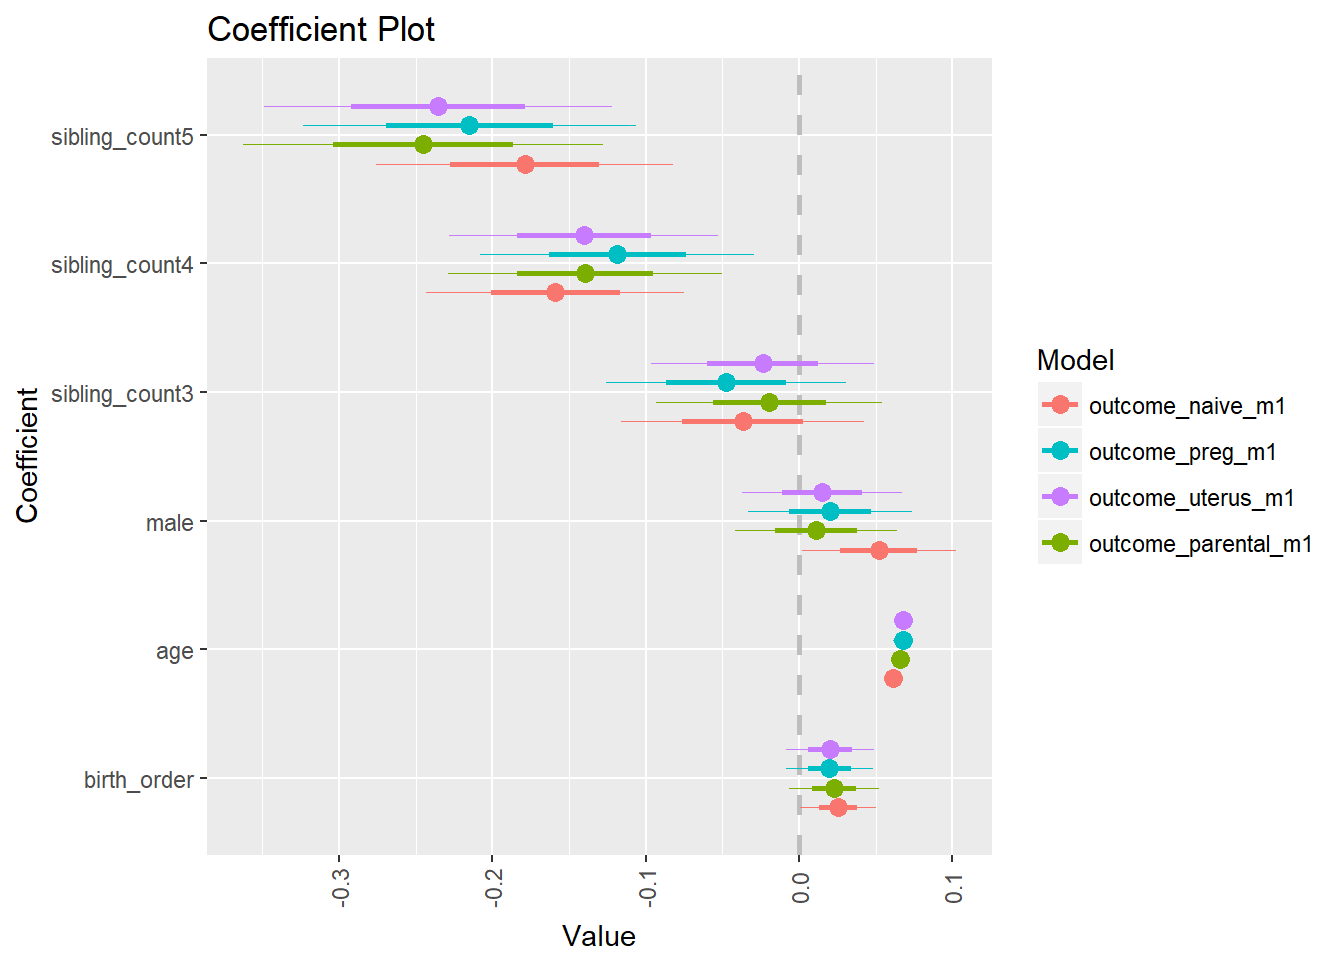 Coefficient Plot
Coefficient
sibling_count5
sibling_count4
sibling_count3
male
age
birth_order
-0.3
-0.2
-0.1
0.0
0.1
Value
Model
outcome_naive_m1
outcome_preg_m1
outcome_uterus_m1
outcome_parental_m1